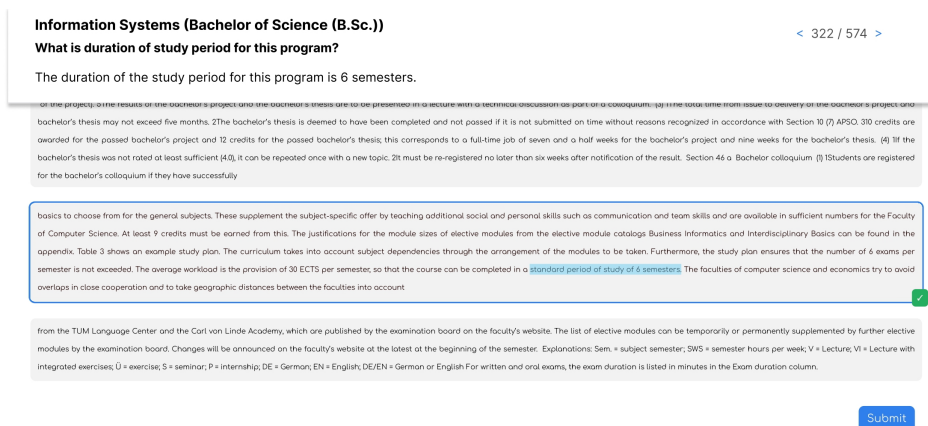 Information Systems (Bachelor of Science (B.Sc.))
< 322 / 574 >
What is duration of study period for this program?
The duration of the study period for this program is 6 semesters.
of the project). 3The results of the bachelor's project and the bachelor's thesis are to be presented in a lecture with a technical discussion as part of a colloquium. (3) 1The total time from issue to delivery of the bachelor's project and
bachelor's thesis may not exceed five months. 2The bachelor's thesis is deemed to have been completed and not passed if it is not submitted on time without reasons recognized in accordance with Section 10 (7) APSO. 310 credits are
awarded for the passed bachelor's project and 12 credits for the passed bachelor's thesis; this corresponds to a full-time job of seven and a half weeks for the bachelor's project and nine weeks for the bachelor's thesis. (4) 1If the
bachelor's thesis was not rated at least sufficient (4.0), it can be repeated once with a new topic. 2It must be re-registered no later than six weeks after notification of the result. Section 46 a Bachelor colloquium (1) 1Students are registered
for the bachelor's colloquium if they have successfully
basics to choose from for the general subjects. These supplement the subject-specific offer by teaching additional social and personal skills such as communication and team skills and are available in sufficient numbers for the Faculty
of Computer Science. At least 9 credits must be earned from this. The justifications for the module sizes of elective modules from the elective module catalogs Business Informatics and Interdisciplinary Basics can be found in the
appendix. Table 3 shows an example study plan. The curriculum takes into account subject dependencies through the arrangement of the modules to be taken. Furthermore, the study plan ensures that the number of 6 exams per
semester is not exceeded. The average workload is the provision of 30 ECTS per semester, so that the course can be completed in a standard period of study of 6 semesters. The faculties of computer science and economics try to avoid
overlaps in close cooperation and to take geographic distances between the faculties into account
from the TUM Language Center and the Carl von Linde Academy, which are published by the examination board on the faculty's website. The list of elective modules can be temporarily or permanently supplemented by further elective
modules by the examination board. Changes will be announced on the faculty's website at the latest at the beginning of the semester. Explanations: Sem. = subject semester; SWS = semester hours per week; V = Lecture; VI = Lecture with
integrated exercises; Ü = exercise; S = seminar; P = internship; DE = German; EN = English; DE/EN = German or English For written and oral exams, the exam duration is listed in minutes in the Exam duration column.
Submit